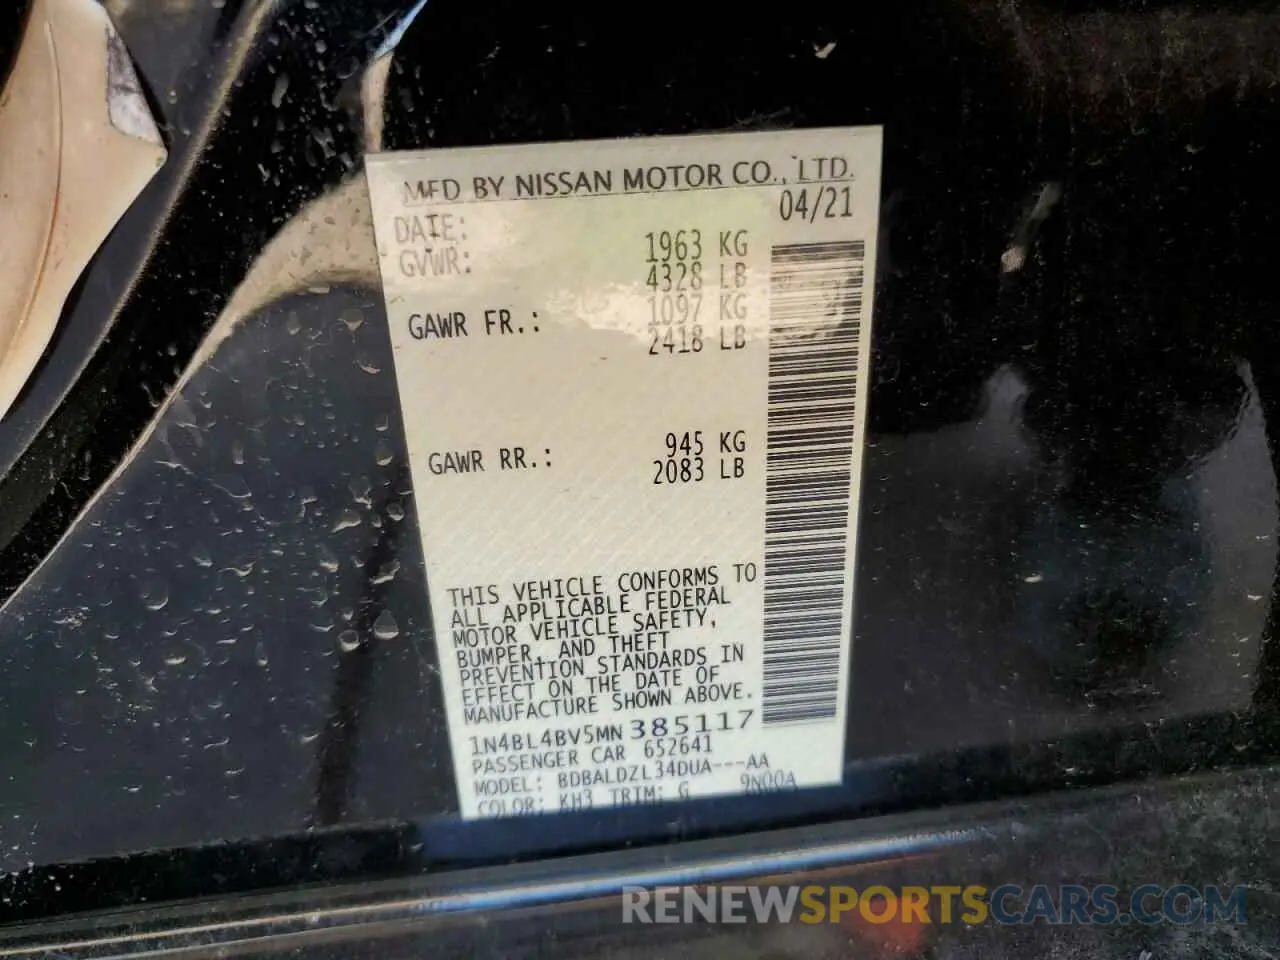 MFD BY NISSAN MOTOR CO., LTD.
DATE: 04/21
GVWR: 1963 KG
4328 LB
GAWR FR.: 1097 KG
2418 LB
GAWR RR.: 945 KG
2083 LB
THIS VEHICLE CONFORMS TO
ALL APPLICABLE FEDERAL
MOTOR VEHICLE SAFETY,
BUMPER, AND THEFT
PREVENTION STANDARDS IN
EFFECT ON THE DATE OF
MANUFACTURE SHOWN ABOVE.
1N4BL4BV5MN385117
PASSENGER CAR 652641
MODEL: BDBALDZL34DUA---AA
COLOR: KH3 TRIM: G 9N00A
RENEWSPORTSCARS.COM